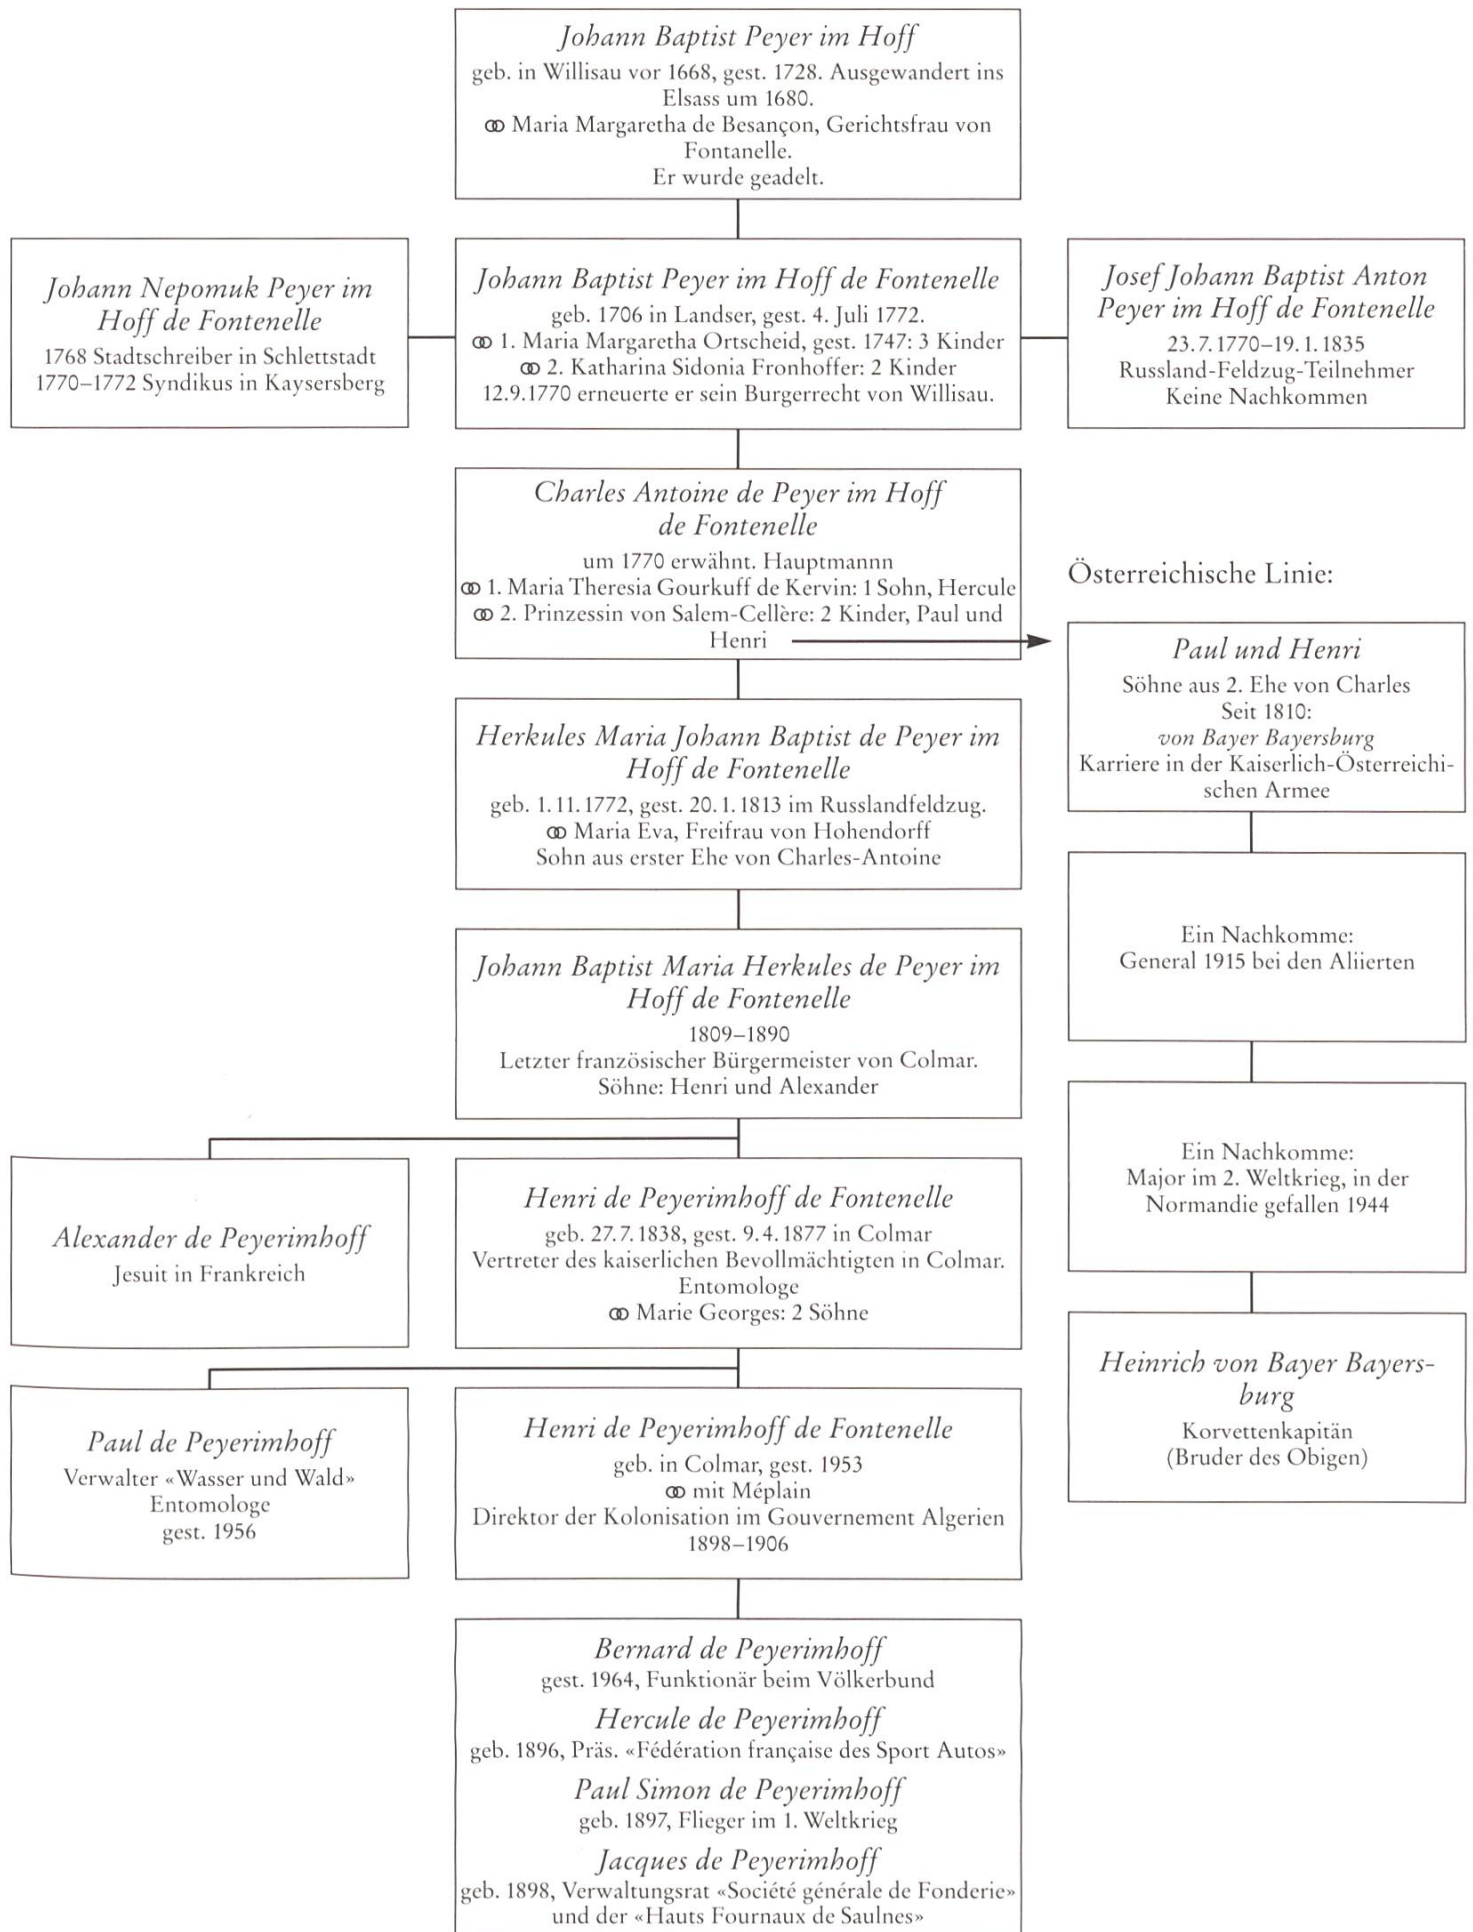 Johann Baptist Peyer im Hoff
geb. in Willisau vor 1668, gest. 1728. Ausgewandert ins
Elsass um 1680.
⚭ Maria Margaretha de Besançon, Gerichtsfrau von
Fontanelle.
Er wurde geadelt.
Johann Nepomuk Peyer im
Hoff de Fontenelle
1768 Stadtschreiber in Schlettstadt
1770–1772 Syndikus in Kaysersberg
Johann Baptist Peyer im Hoff de Fontenelle
geb. 1706 in Landser, gest. 4. Juli 1772.
⚭ 1. Maria Margaretha Ortscheid, gest. 1747: 3 Kinder
⚭ 2. Katharina Sidonia Fronhoffer: 2 Kinder
12.9.1770 erneuerte er sein Burgerrecht von Willisau.
Josef Johann Baptist Anton
Peyer im Hoff de Fontenelle
23.7.1770–19.1.1835
Russland-Feldzug-Teilnehmer
Keine Nachkommen
Charles Antoine de Peyer im Hoff
de Fontenelle
um 1770 erwähnt. Hauptmannn
⚭ 1. Maria Theresia Gourkuff de Kervin: 1 Sohn, Hercule
⚭ 2. Prinzessin von Salem-Cellère: 2 Kinder, Paul und
Henri
Österreichische Linie:
Paul und Henri
Söhne aus 2. Ehe von Charles
Seit 1810:
von Bayer Bayersburg
Karriere in der Kaiserlich-Österreichi-
schen Armee
Herkules Maria Johann Baptist de Peyer im
Hoff de Fontenelle
geb. 1.11.1772, gest. 20.1.1813 im Russlandfeldzug.
⚭ Maria Eva, Freifrau von Hohendorff
Sohn aus erster Ehe von Charles-Antoine
Ein Nachkomme:
General 1915 bei den Aliierten
Johann Baptist Maria Herkules de Peyer im
Hoff de Fontenelle
1809–1890
Letzter französischer Bürgermeister von Colmar.
Söhne: Henri und Alexander
Ein Nachkomme:
Major im 2. Weltkrieg, in der
Normandie gefallen 1944
Alexander de Peyerimhoff
Jesuit in Frankreich
Henri de Peyerimhoff de Fontenelle
geb. 27.7.1838, gest. 9.4.1877 in Colmar
Vertreter des kaiserlichen Bevollmächtigten in Colmar.
Entomologe
⚭ Marie Georges: 2 Söhne
Heinrich von Bayer Bayers-
burg
Korvettenkapitän
(Bruder des Obigen)
Paul de Peyerimhoff
Verwalter «Wasser und Wald»
Entomologe
gest. 1956
Henri de Peyerimhoff de Fontenelle
geb. in Colmar, gest. 1953
⚭ mit Méplain
Direktor der Kolonisation im Gouvernement Algerien
1898–1906
Bernard de Peyerimhoff
gest. 1964, Funktionär beim Völkerbund
Hercule de Peyerimhoff
geb. 1896, Präs. «Fédération française des Sport Autos»
Paul Simon de Peyerimhoff
geb. 1897, Flieger im 1. Weltkrieg
Jacques de Peyerimhoff
geb. 1898, Verwaltungsrat «Société générale de Fonderie»
und der «Hauts Fournaux de Saulnes»